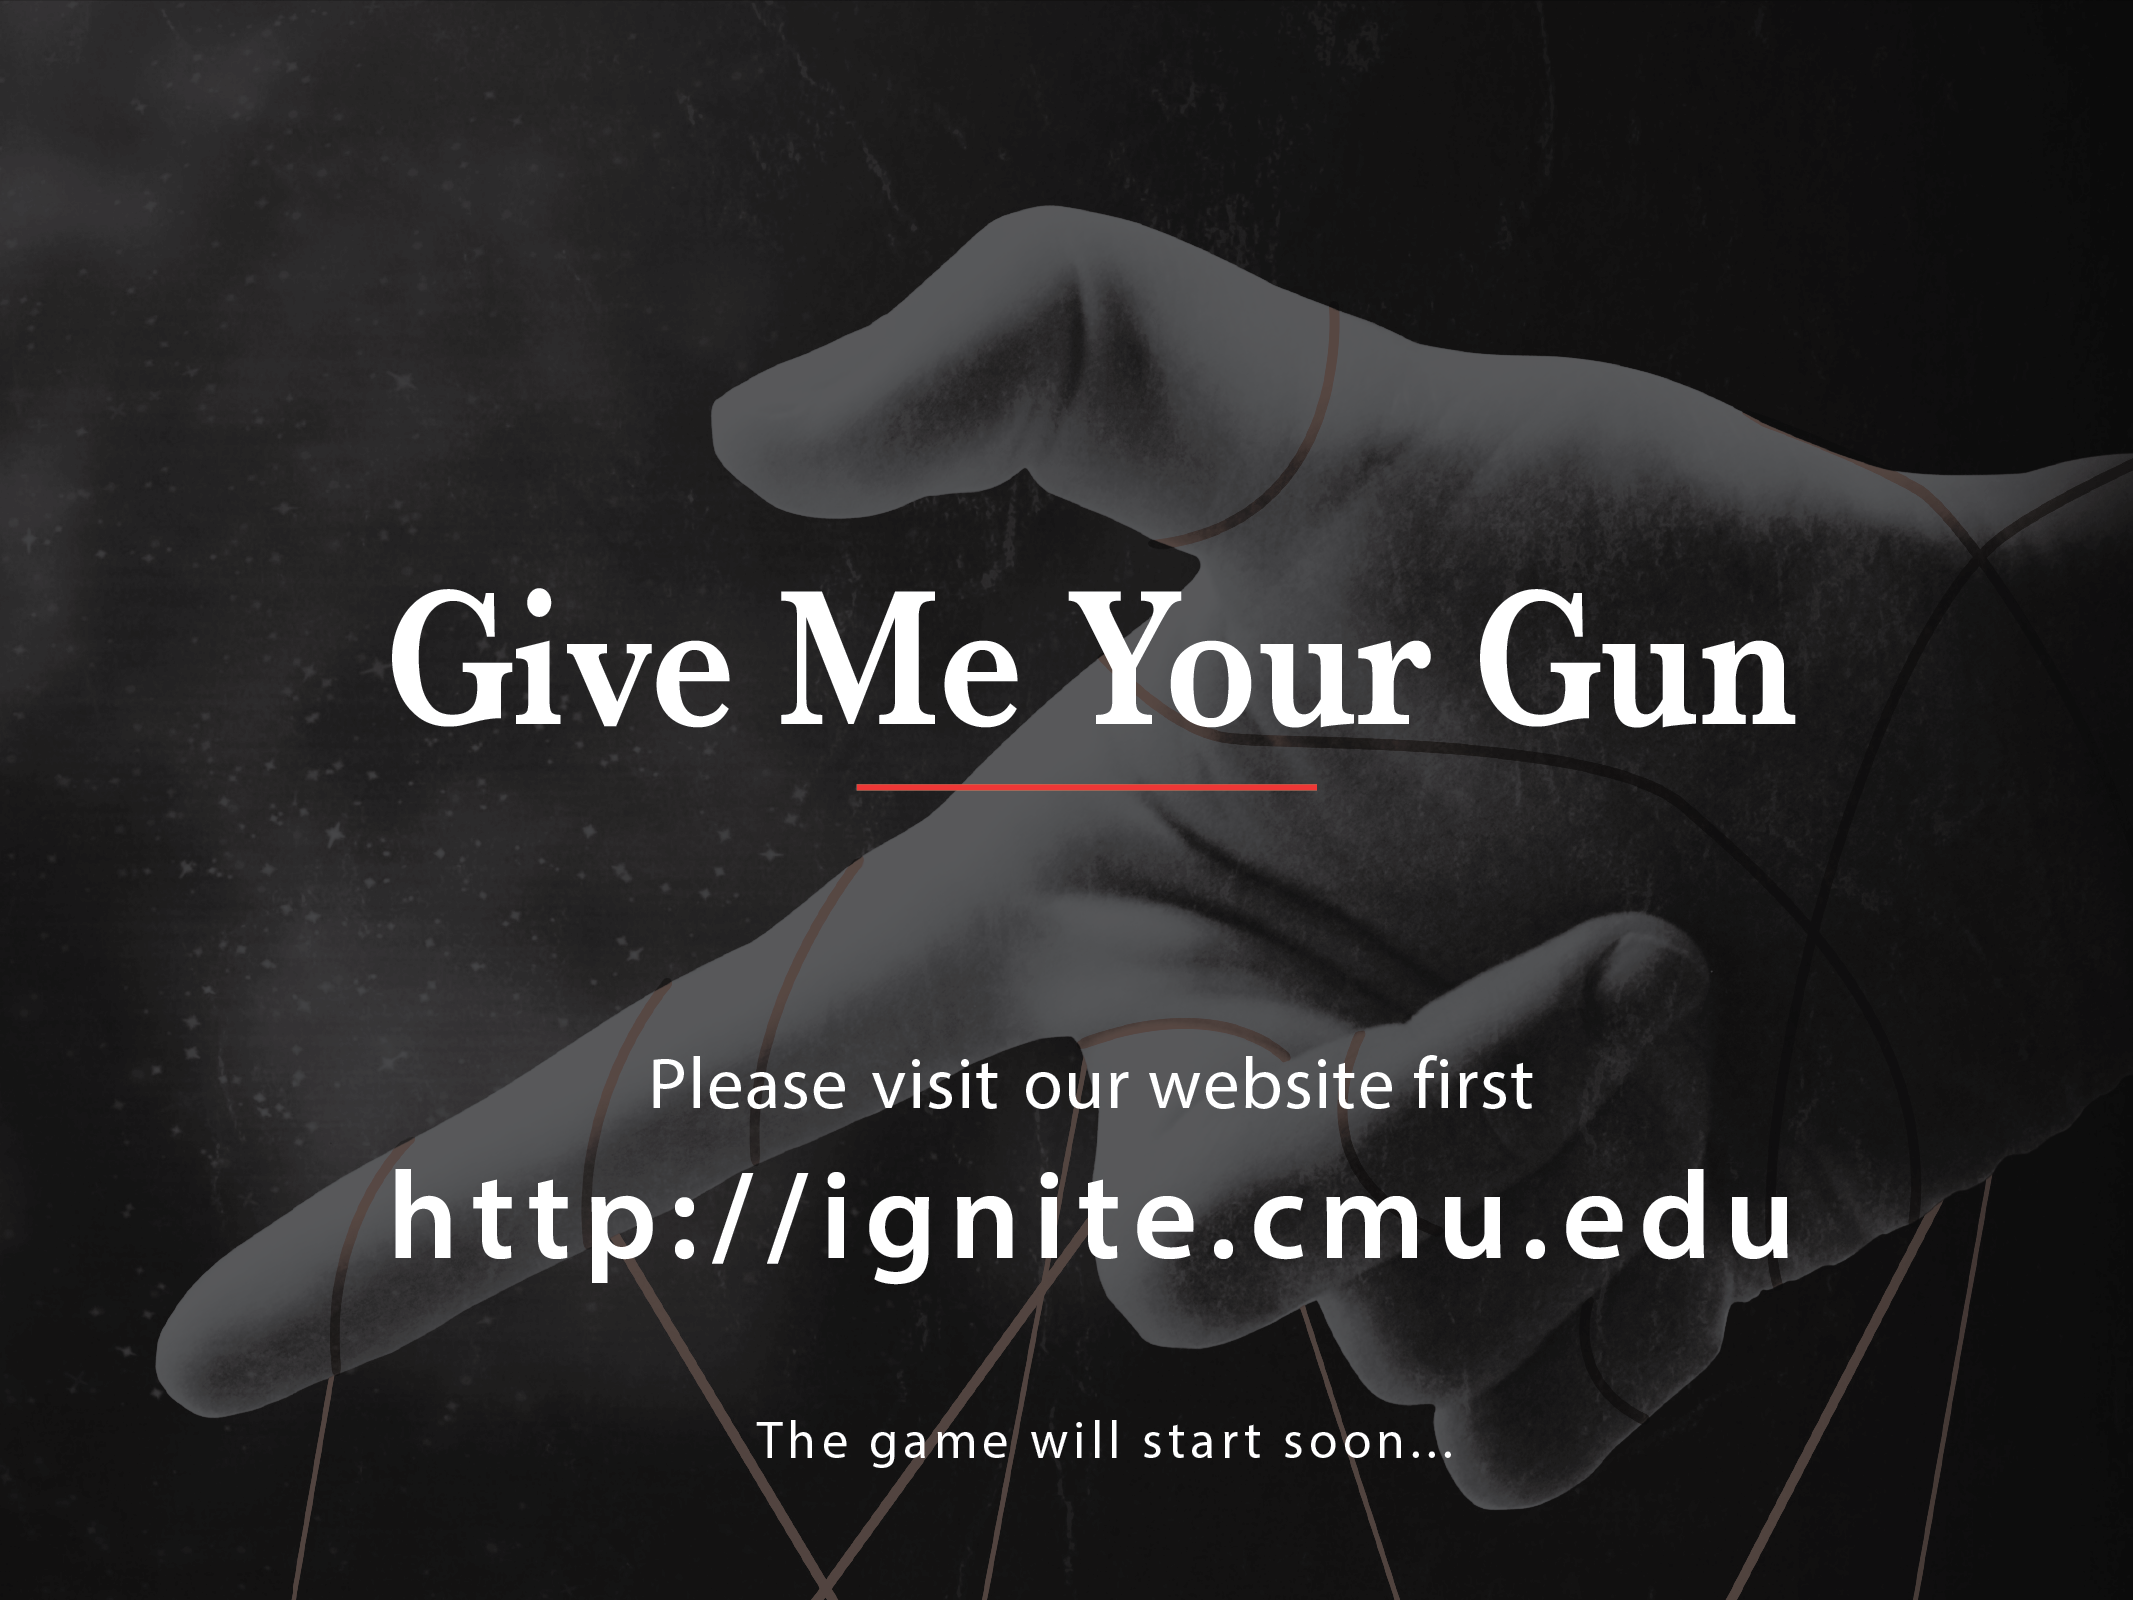 Give Me Your Gun
Please visit our website first
http://ignite.cmu.edu
The game will start soon...